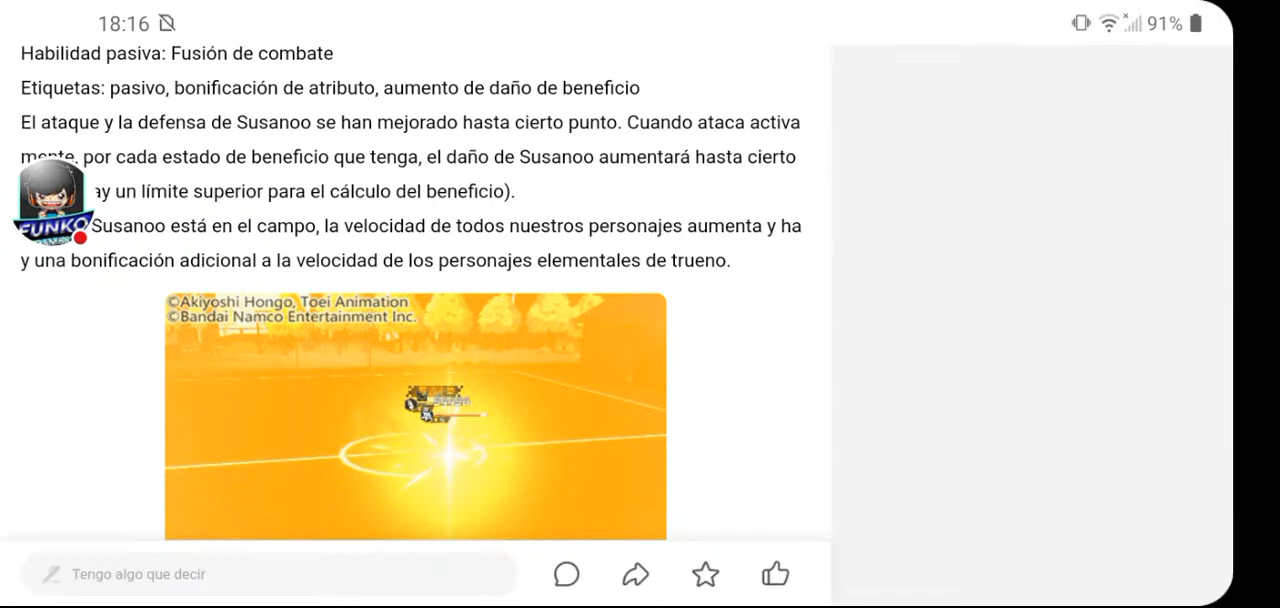 18:16
91%
Habilidad pasiva: Fusión de combate
Etiquetas: pasivo, bonificación de atributo, aumento de daño de beneficio
El ataque y la defensa de Susanoo se han mejorado hasta cierto punto. Cuando ataca activa
mente, por cada estado de beneficio que tenga, el daño de Susanoo aumentará hasta cierto
ay un límite superior para el cálculo del beneficio).
FUNKO
Susanoo está en el campo, la velocidad de todos nuestros personajes aumenta y ha
y una bonificación adicional a la velocidad de los personajes elementales de trueno.
©Akiyoshi Hongo, Toei Animation
©Bandai Namco Entertainment Inc.
Tengo algo que decir